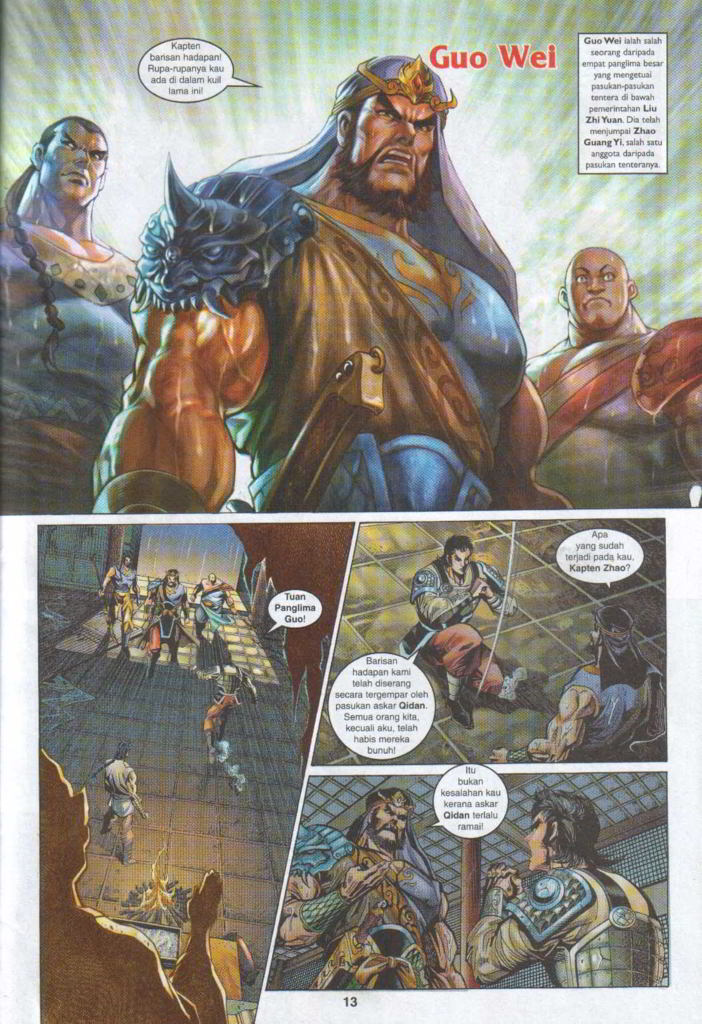 Kapten
barisan hadapan!
Rupa-rupanya kau
ada di dalam kuil
lama ini!
Guo Wei
Guo Wei ialah salah
seorang daripada
empat panglima besar
yang mengetuai
pasukan-pasukan
tentera di bawah
pemerintahan Liu
Zhi Yuan. Dia telah
menjumpai Zhao
Guang Yi, salah satu
anggota daripada
pasukan tenteranya.
Tuan
Panglima
Guo!
Apa
yang sudah
terjadi pada kau,
Kapten Zhao?
Barisan
hadapan kami
telah diserang
secara tergempar oleh
pasukan askar Qidan.
Semua orang kita,
kecuali aku, telah
habis mereka
bunuh!
Itu
bukan
kesalahan kau
kerana askar
Qidan terlalu
ramai!
13